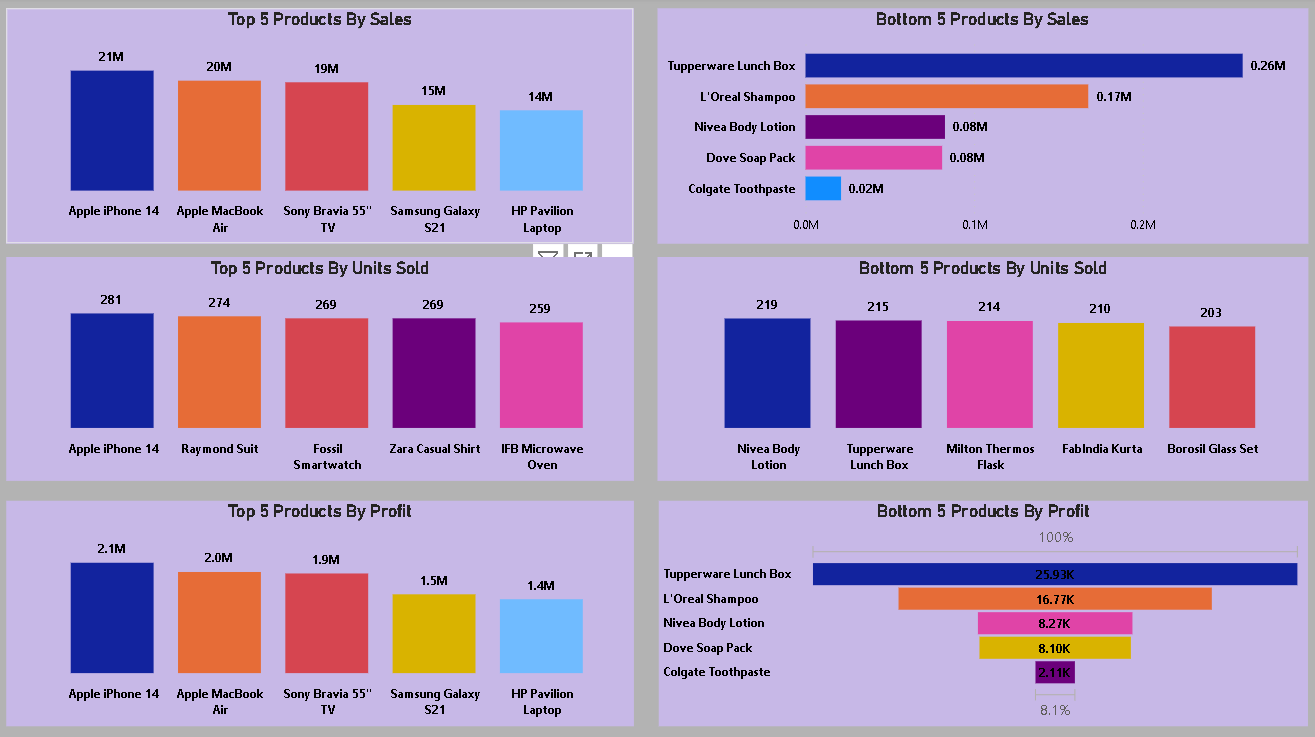 Top 5 Products By Sales
21M
20M
19M
15M
14M
Apple iPhone 14
Apple MacBook
Air
Sony Bravia 55"
TV
Samsung Galaxy
S21
HP Pavilion
Laptop
Bottom 5 Products By Sales
Tupperware Lunch Box 0.26M
L'Oreal Shampoo 0.17M
Nivea Body Lotion 0.08M
Dove Soap Pack 0.08M
Colgate Toothpaste 0.02M
0.0M 0.1M 0.2M
Top 5 Products By Units Sold
281
274
269
269
259
Apple iPhone 14
Raymond Suit
Fossil
Smartwatch
Zara Casual Shirt
IFB Microwave
Oven
Bottom 5 Products By Units Sold
219
215
214
210
203
Nivea Body
Lotion
Tupperware
Lunch Box
Milton Thermos
Flask
FabIndia Kurta
Borosil Glass Set
Top 5 Products By Profit
2.1M
2.0M
1.9M
1.5M
1.4M
Apple iPhone 14
Apple MacBook
Air
Sony Bravia 55"
TV
Samsung Galaxy
S21
HP Pavilion
Laptop
Bottom 5 Products By Profit
100%
Tupperware Lunch Box 25.93K
L'Oreal Shampoo 16.77K
Nivea Body Lotion 8.27K
Dove Soap Pack 8.10K
Colgate Toothpaste 2.11K
8.1%